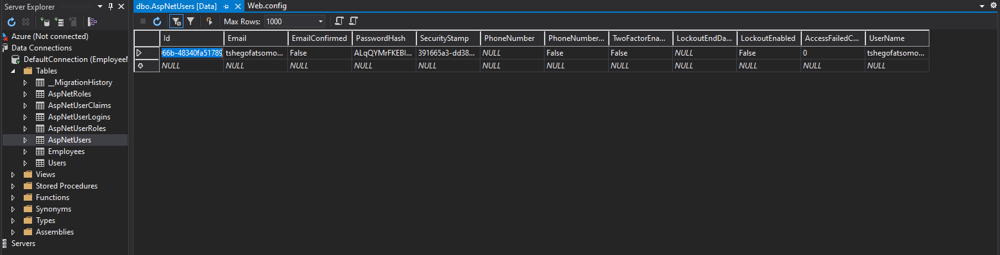 Server Explorer
dbo.AspNetUsers [Data] Web.config
Max Rows: 1000
Azure (Not connected)
Data Connections
DefaultConnection (Employee
Tables
__MigrationHistory
AspNetRoles
AspNetUserClaims
AspNetUserLogins
AspNetUserRoles
AspNetUsers
Employees
Users
Views
Stored Procedures
Functions
Synonyms
Types
Assemblies
Servers
Id Email EmailConfirmed PasswordHash SecurityStamp PhoneNumber PhoneNumber... TwoFactorEna... LockoutEndDa... LockoutEnabled AccessFailedC... UserName
66b-48340fa51789 tshegofatsomo... False ALqQYMrFKEBl... 391665a3-dd38... NULL False False NULL False 0 tshegofatsomo...
NULL NULL NULL NULL NULL NULL NULL NULL NULL NULL NULL NULL